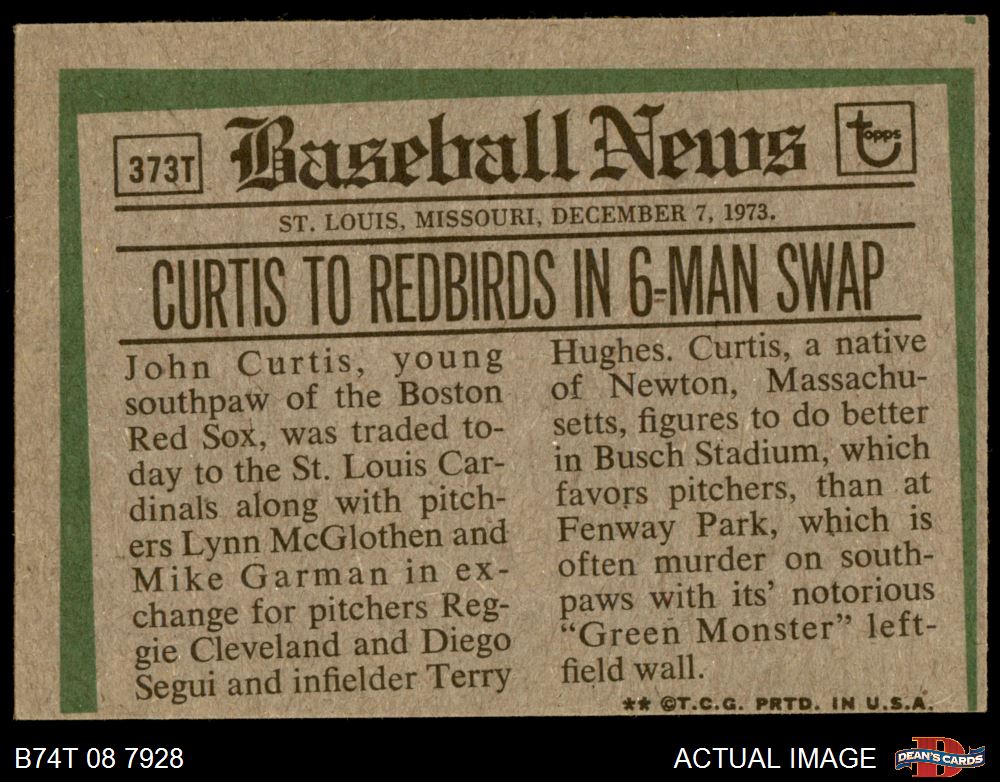 373T
Baseball News
topps
ST. LOUIS, MISSOURI, DECEMBER 7, 1973.
CURTIS TO REDBIRDS IN 6-MAN SWAP
John Curtis, young
southpaw of the Boston
Red Sox, was traded to-
day to the St. Louis Car-
dinals along with pitch-
ers Lynn McGlothen and
Mike Garman in ex-
change for pitchers Reg-
gie Cleveland and Diego
Segui and infielder Terry
Hughes. Curtis, a native
of Newton, Massachu-
setts, figures to do better
in Busch Stadium, which
favors pitchers, than at
Fenway Park, which is
often murder on south-
paws with its' notorious
"Green Monster" left-
field wall.
** ©T.C.G. PRTD. IN U.S.A.
B74T 08 7928
ACTUAL IMAGE
D
DEAN'S CARDS